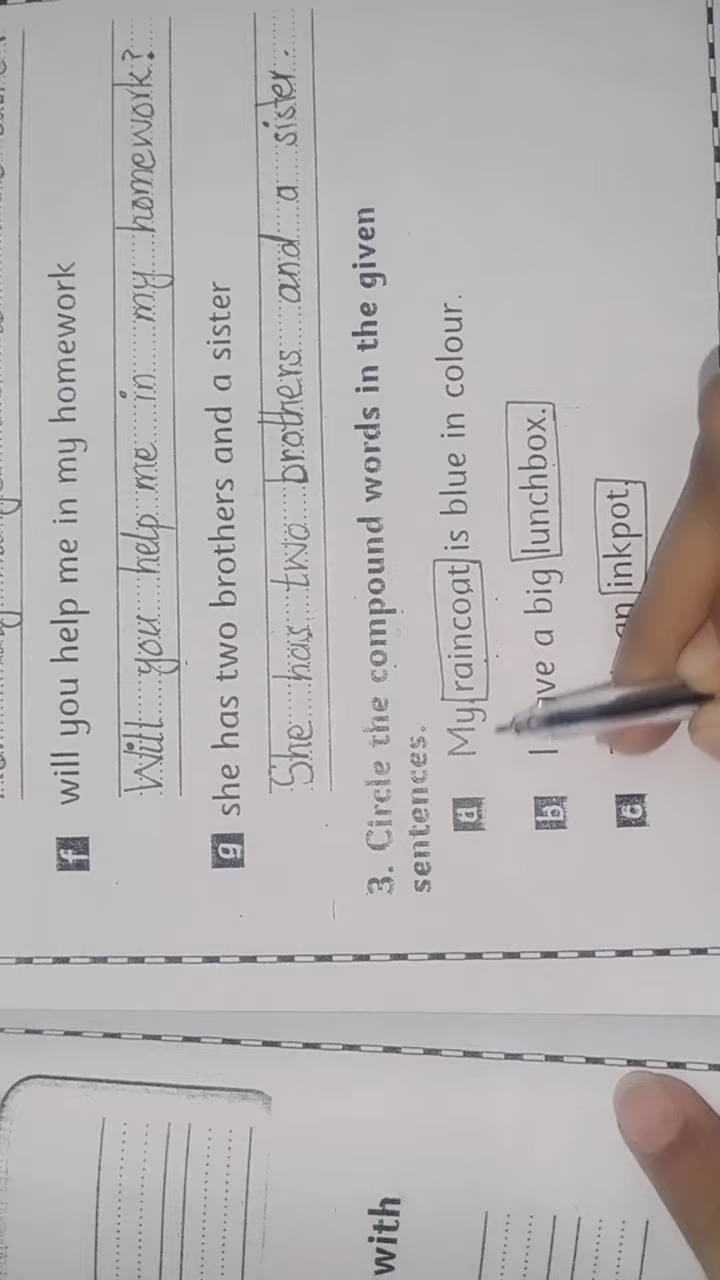 f will you help me in my homework
Will you help me in my homework?
g she has two brothers and a sister
She has two brothers and a sister.
3. Circle the compound words in the given
sentences.
a My raincoat is blue in colour.
b I ve a big lunchbox.
c an inkpot.
with